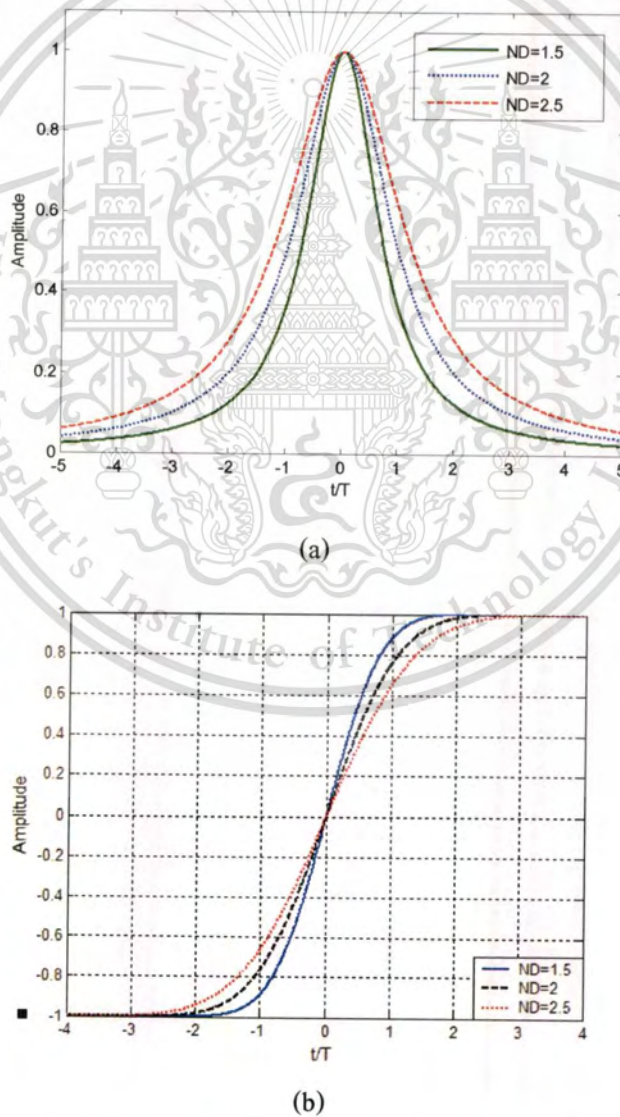 1
0.8
0.6
0.4
0.2
0
Amplitude
ND=1.5
ND=2
ND=2.5
-5 -4 -3 -2 -1 0 1 2 3 4 5
t/T
(a)
ngkut's Institute of Technology
1
0.8
0.6
0.4
0.2
0
-0.2
-0.4
-0.6
-0.8
-1
Amplitude
ND=1.5
ND=2
ND=2.5
-4 -3 -2 -1 0 1 2 3 4
t/T
(b)